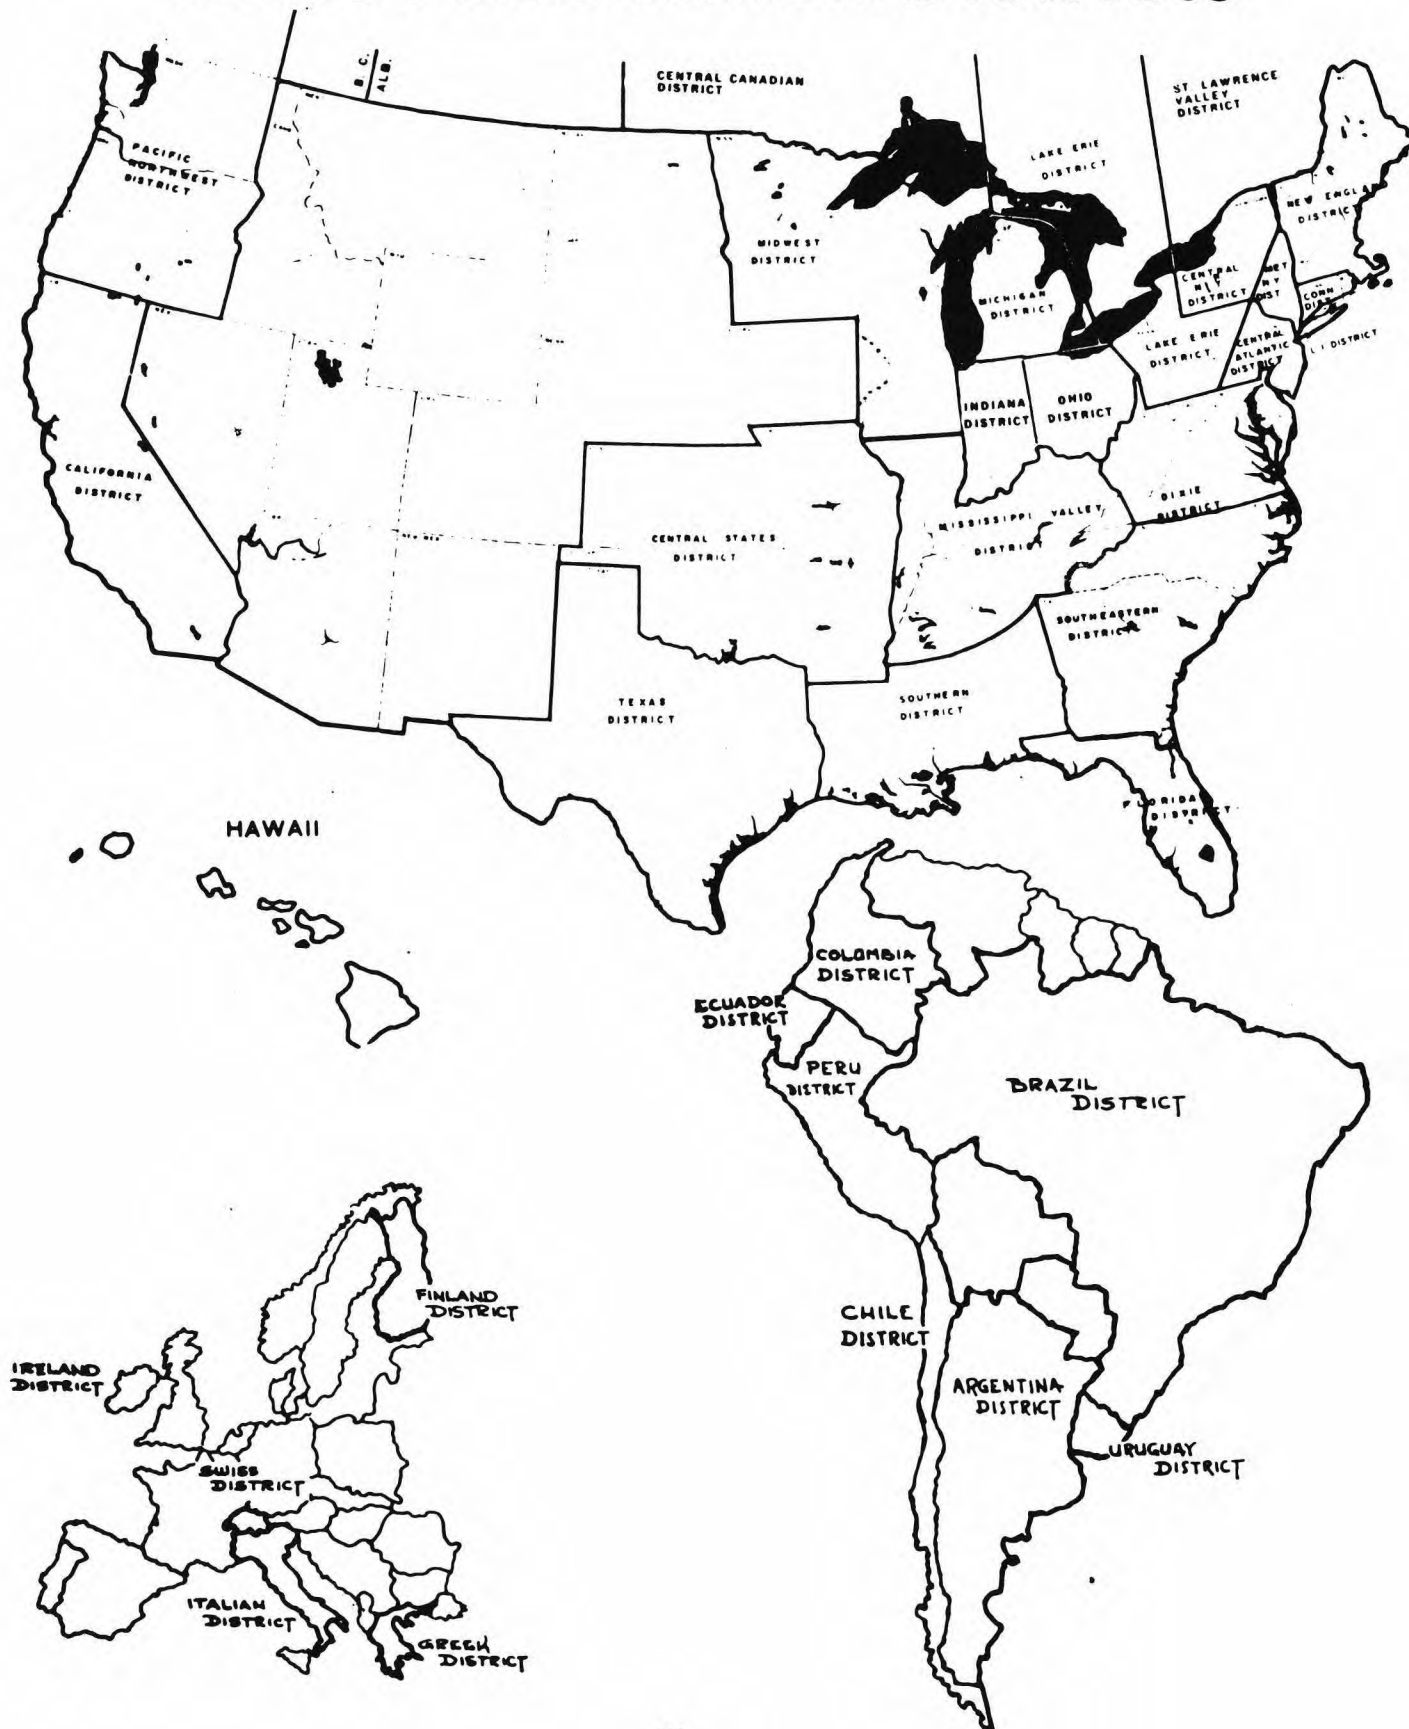 B. C.
ALB.
CENTRAL CANADIAN
DISTRICT
ST. LAWRENCE
VALLEY
DISTRICT
LAKE ERIE
DISTRICT
PACIFIC
NORTHWEST
DISTRICT
NEW ENGLAND
DISTRICT
MIDWEST
DISTRICT
MICHIGAN
DISTRICT
CENTRAL
N Y
DISTRICT
MET
NY
DIST
CONN
DIST.
LAKE ERIE
DISTRICT
CENTRAL
ATLANTIC
DISTRICT
L I DISTRICT
INDIANA
DISTRICT
OHIO
DISTRICT
CALIFORNIA
DISTRICT
DIXIE
DISTRICT
MISSISSIPPI VALLEY
DISTRICT
CENTRAL STATES
DISTRICT
SOUTHEASTERN
DISTRICT
TEXAS
DISTRICT
SOUTHERN
DISTRICT
FLORIDA
DISTRICT
HAWAII
COLOMBIA
DISTRICT
ECUADOR
DISTRICT
PERU
DISTRICT
BRAZIL
DISTRICT
CHILE
DISTRICT
ARGENTINA
DISTRICT
URUGUAY
DISTRICT
FINLAND
DISTRICT
IRELAND
DISTRICT
SWISS
DISTRICT
ITALIAN
DISTRICT
GREEK
DISTRICT